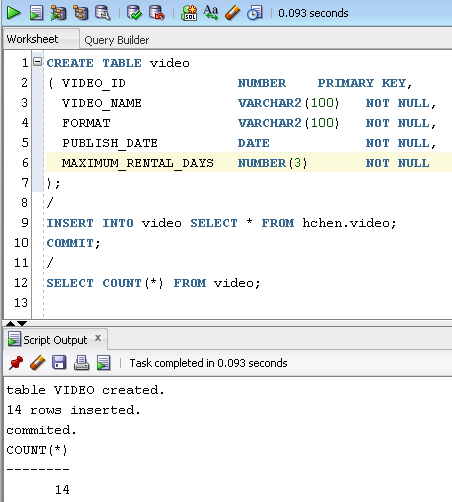 0.093 seconds
Worksheet Query Builder
1 CREATE TABLE video
2 ( VIDEO_ID NUMBER PRIMARY KEY,
3 VIDEO_NAME VARCHAR2(100) NOT NULL,
4 FORMAT VARCHAR2(100) NOT NULL,
5 PUBLISH_DATE DATE NOT NULL,
6 MAXIMUM_RENTAL_DAYS NUMBER(3) NOT NULL
7 );
8 /
9 INSERT INTO video SELECT * FROM hchen.video;
10 COMMIT;
11 /
12 SELECT COUNT(*) FROM video;
13
Script Output x
Task completed in 0.093 seconds
table VIDEO created.
14 rows inserted.
commited.
COUNT(*)
--------
14